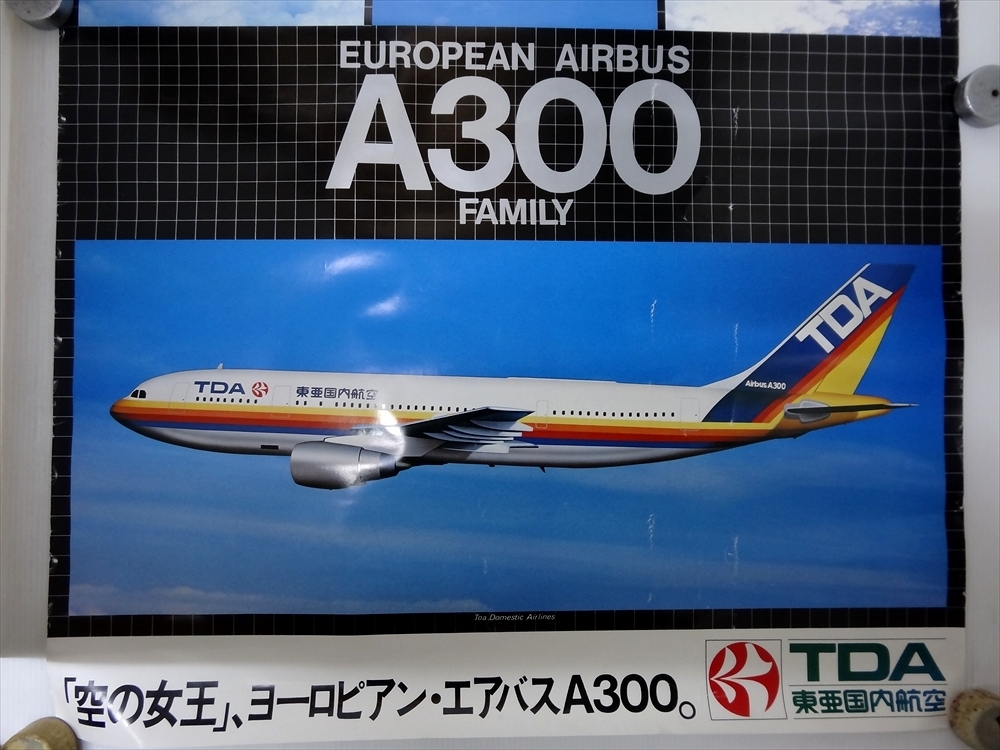 EUROPEAN AIRBUS
A300
FAMILY
TDA
Airbus A300
TDA 東亜国内航空
Toa Domestic Airlines
「空の女王」、ヨーロピアン・エアバスA300。
TDA
東亜国内航空